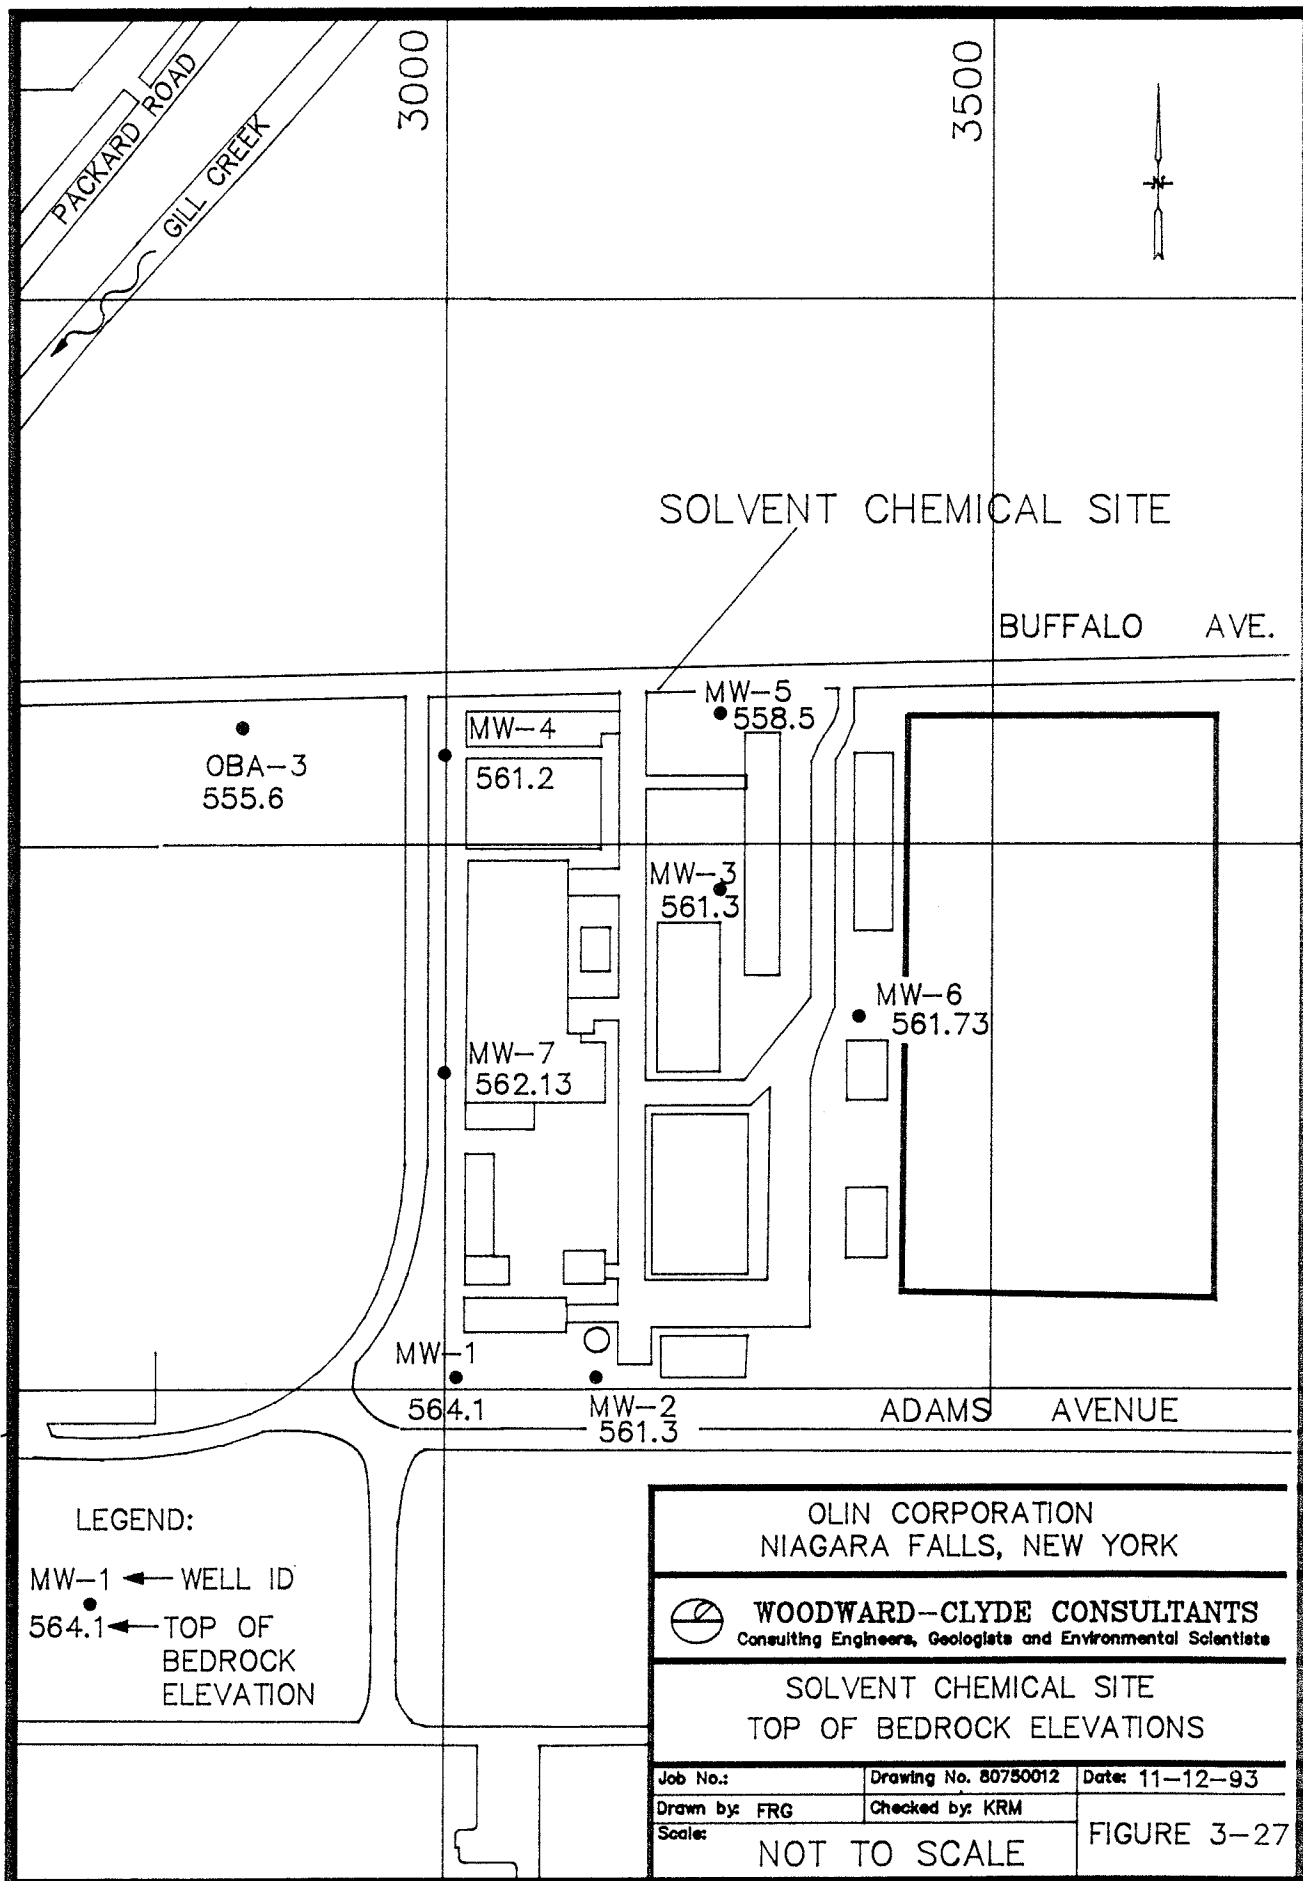 3000
3500
PACKARD ROAD
GILL CREEK
N
SOLVENT CHEMICAL SITE
BUFFALO AVE.
MW-5
558.5
MW-4
561.2
OBA-3
555.6
MW-3
561.3
MW-6
561.73
MW-7
562.13
MW-1
564.1
MW-2
561.3
ADAMS AVENUE
LEGEND:
MW-1 WELL ID
564.1 TOP OF
BEDROCK
ELEVATION
OLIN CORPORATION
NIAGARA FALLS, NEW YORK
WOODWARD-CLYDE CONSULTANTS
Consulting Engineers, Geologists and Environmental Scientists
SOLVENT CHEMICAL SITE
TOP OF BEDROCK ELEVATIONS
Job No.: Drawing No. 80750012 Date: 11-12-93
Drawn by: FRG Checked by: KRM
Scale: NOT TO SCALE
FIGURE 3-27